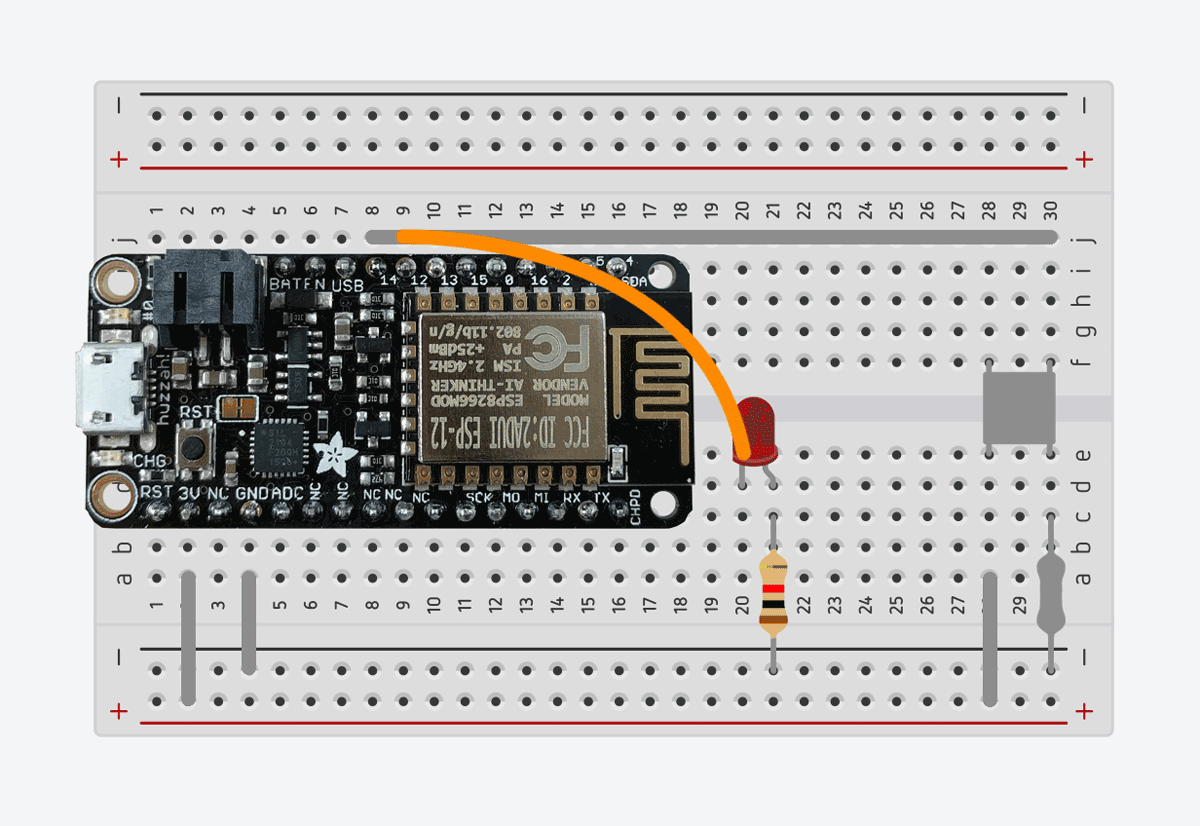 − −
+ +
1 2 3 4 5 6 7 8 9 10 11 12 13 14 15 16 17 18 19 20 21 22 23 24 25 26 27 28 29 30
j j
i
h
g
f
BAT EN USB 14 12 13 15 0 16 2 5 4 SDA
huzzah
RST
CHG
MODEL ESP8266MOD
VENDOR AI-THINKER
ISM 2.4GHz
PA +25dBm
802.11b/g/n
FC
FCC ID:2ADUI ESP-12
RST 3V NC GND ADC NC NC NC NC NC SCK MO MI RX TX CHPD
e
d
c
b b
a a
1 3 4 5 6 7 8 9 10 11 12 13 14 15 16 17 18 19 20 21 22 23 24 25 26 27 29 30
− −
+ +